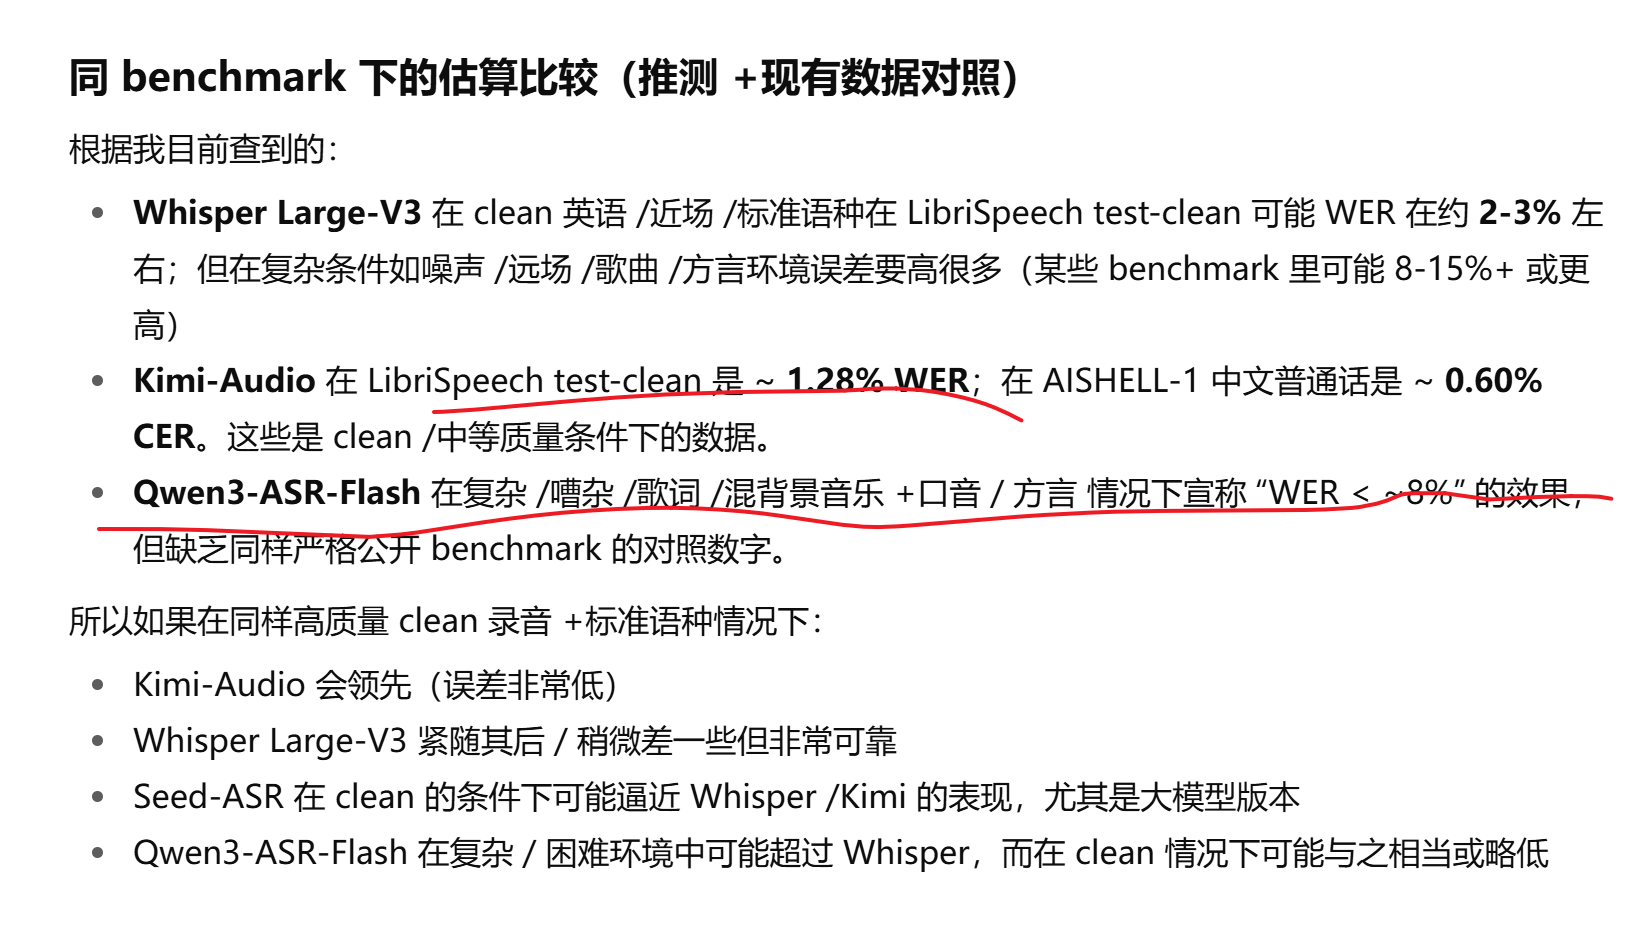 同 benchmark 下的估算比较（推测 +现有数据对照）
根据我目前查到的：
• Whisper Large-V3 在 clean 英语 /近场 /标准语种在 LibriSpeech test-clean 可能 WER 在约 2-3% 左
右；但在复杂条件如噪声 /远场 /歌曲 /方言环境误差要高很多（某些 benchmark 里可能 8-15%+ 或更
高）
• Kimi-Audio 在 LibriSpeech test-clean 是 ~ 1.28% WER；在 AISHELL-1 中文普通话是 ~ 0.60%
CER。这些是 clean /中等质量条件下的数据。
• Qwen3-ASR-Flash 在复杂 /嘈杂 /歌词 /混背景音乐 +口音 / 方言 情况下宣称 “WER < ~8%” 的效果，
但缺乏同样严格公开 benchmark 的对照数字。
所以如果在同样高质量 clean 录音 +标准语种情况下：
• Kimi-Audio 会领先（误差非常低）
• Whisper Large-V3 紧随其后 / 稍微差一些但非常可靠
• Seed-ASR 在 clean 的条件下可能逼近 Whisper /Kimi 的表现，尤其是大模型版本
• Qwen3-ASR-Flash 在复杂 / 困难环境中可能超过 Whisper，而在 clean 情况下可能与之相当或略低